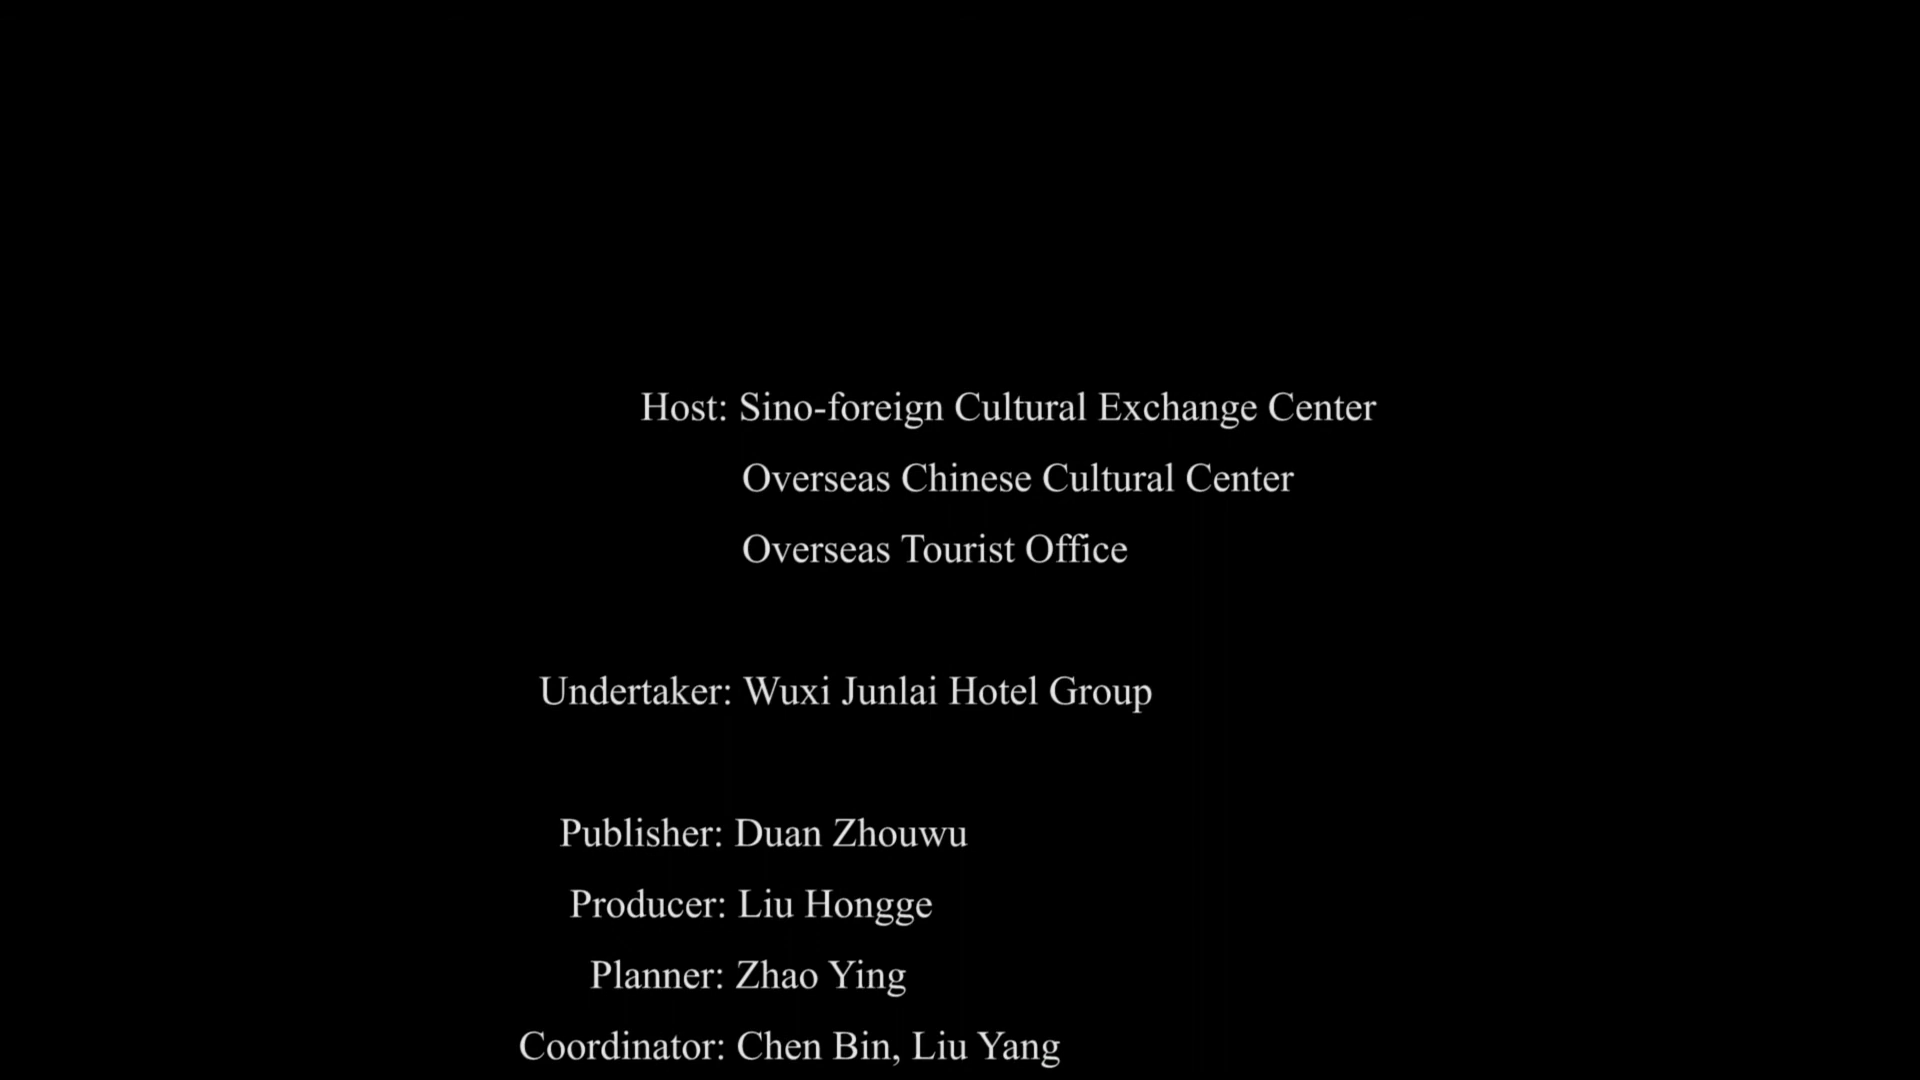 Host: Sino-foreign Cultural Exchange Center
Overseas Chinese Cultural Center
Overseas Tourist Office
Undertaker: Wuxi Junlai Hotel Group
Publisher: Duan Zhouwu
Producer: Liu Hongge
Planner: Zhao Ying
Coordinator: Chen Bin, Liu Yang